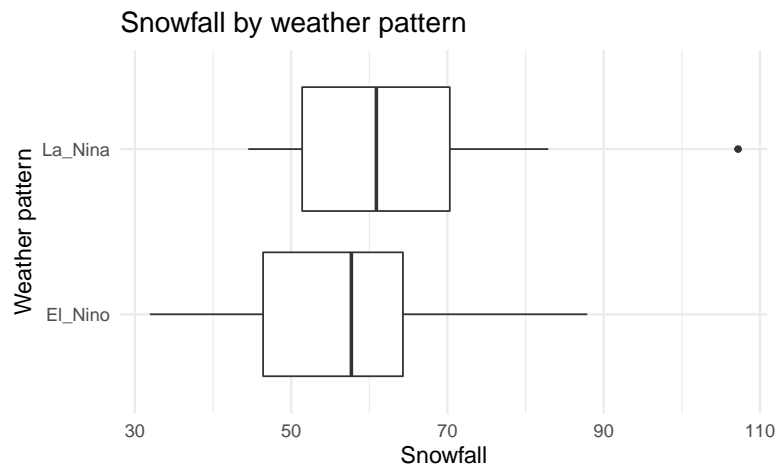 Snowfall by weather pattern
Weather pattern
La_Nina
El_Nino
30 50 70 90 110
Snowfall